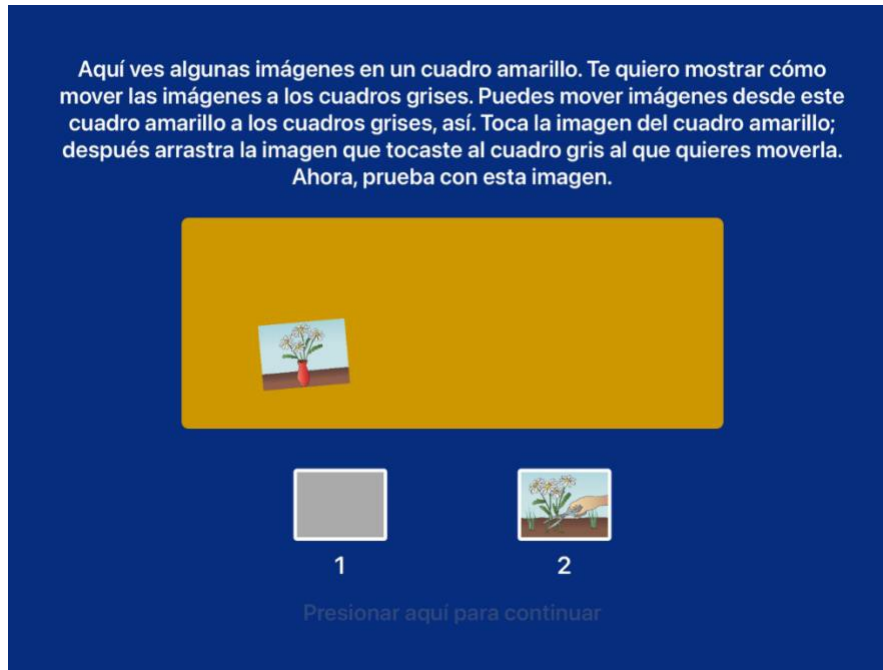 Aquí ves algunas imágenes en un cuadro amarillo. Te quiero mostrar cómo
mover las imágenes a los cuadros grises. Puedes mover imágenes desde este
cuadro amarillo a los cuadros grises, así. Toca la imagen del cuadro amarillo;
después arrastra la imagen que tocaste al cuadro gris al que quieres moverla.
Ahora, prueba con esta imagen.
1 2
Presionar aquí para continuar